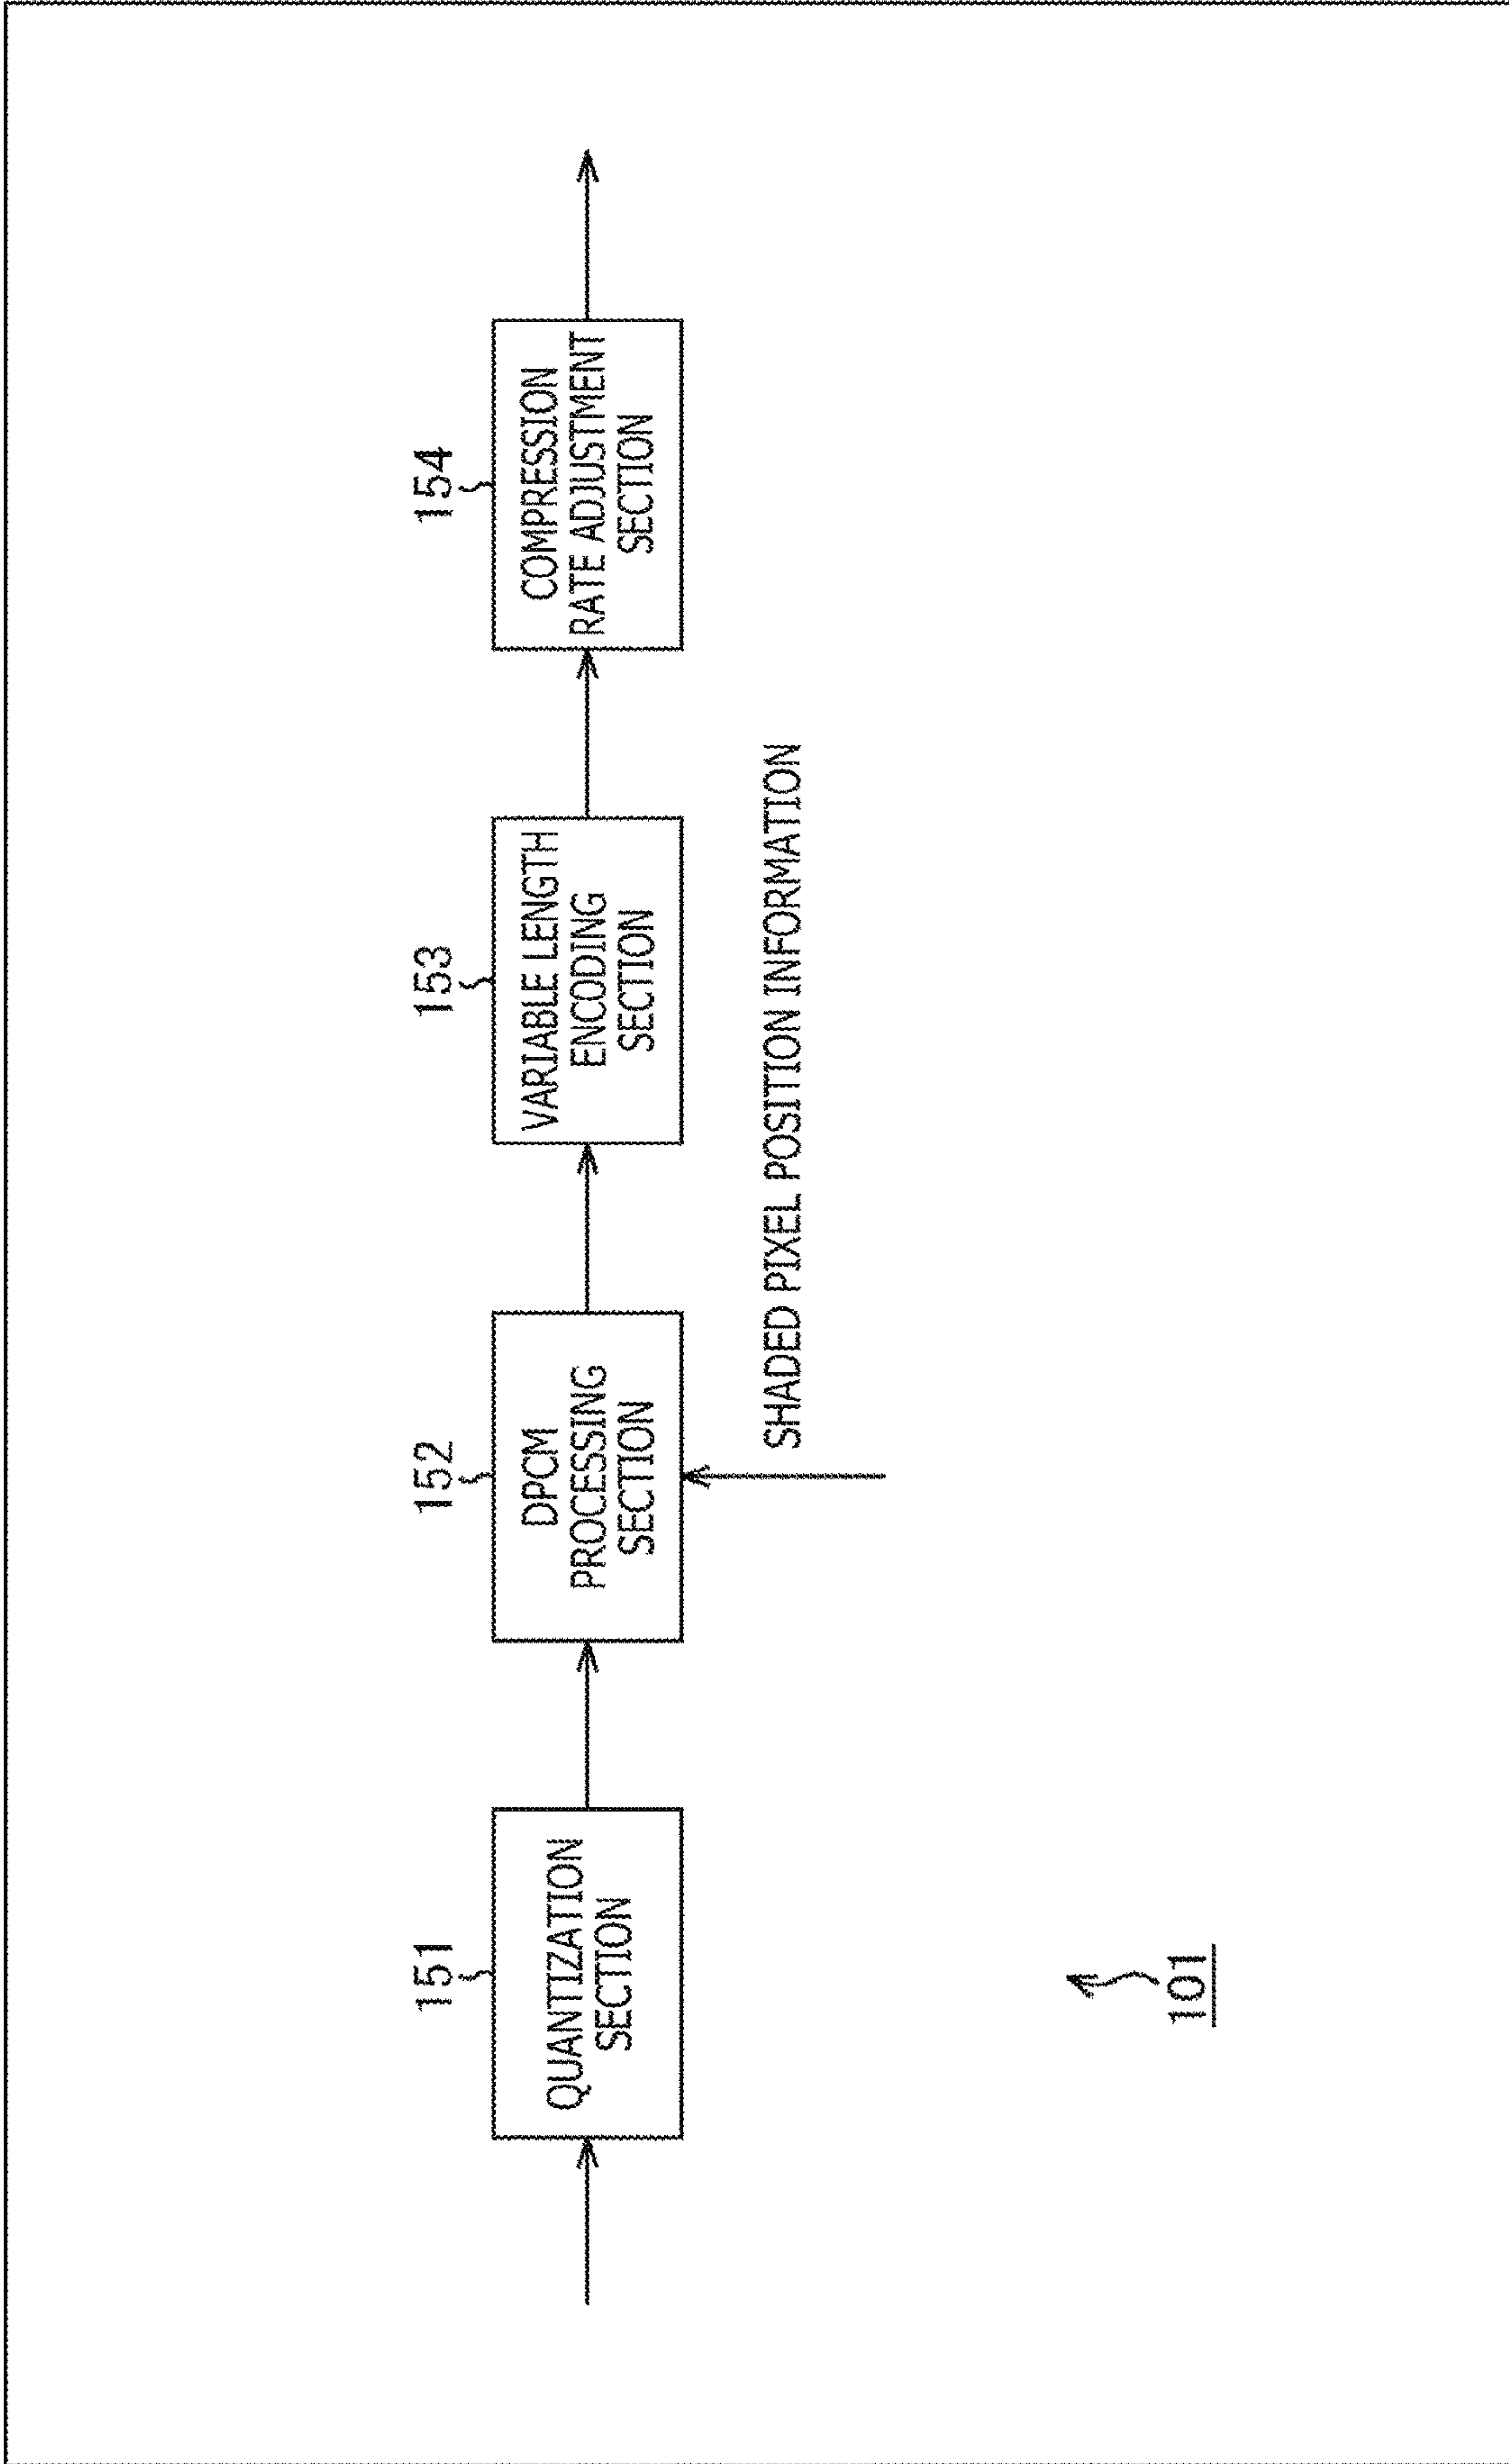 151
QUANTIZATION
SECTION
152
DPCM
PROCESSING
SECTION
153
VARIABLE LENGTH
ENCODING
SECTION
154
COMPRESSION
RATE ADJUSTMENT
SECTION
SHADED PIXEL POSITION INFORMATION
101